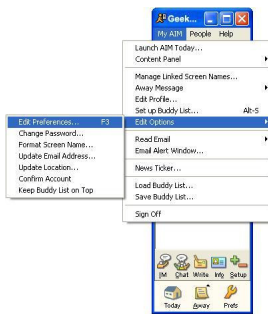 Geek...
My AIM People Help
Launch AIM Today...
Content Panel
Manage Linked Screen Names...
Away Message
Edit Profile...
Set up Buddy List... Alt-S
Edit Options
Edit Preferences... F3
Change Password...
Format Screen Name...
Update Email Address...
Update Location...
Confirm Account
Keep Buddy List on Top
Read Email
Email Alert Window...
News Ticker...
Load Buddy List...
Save Buddy List...
Sign Off
IM Chat Write Info Setup
Today Away Prefs